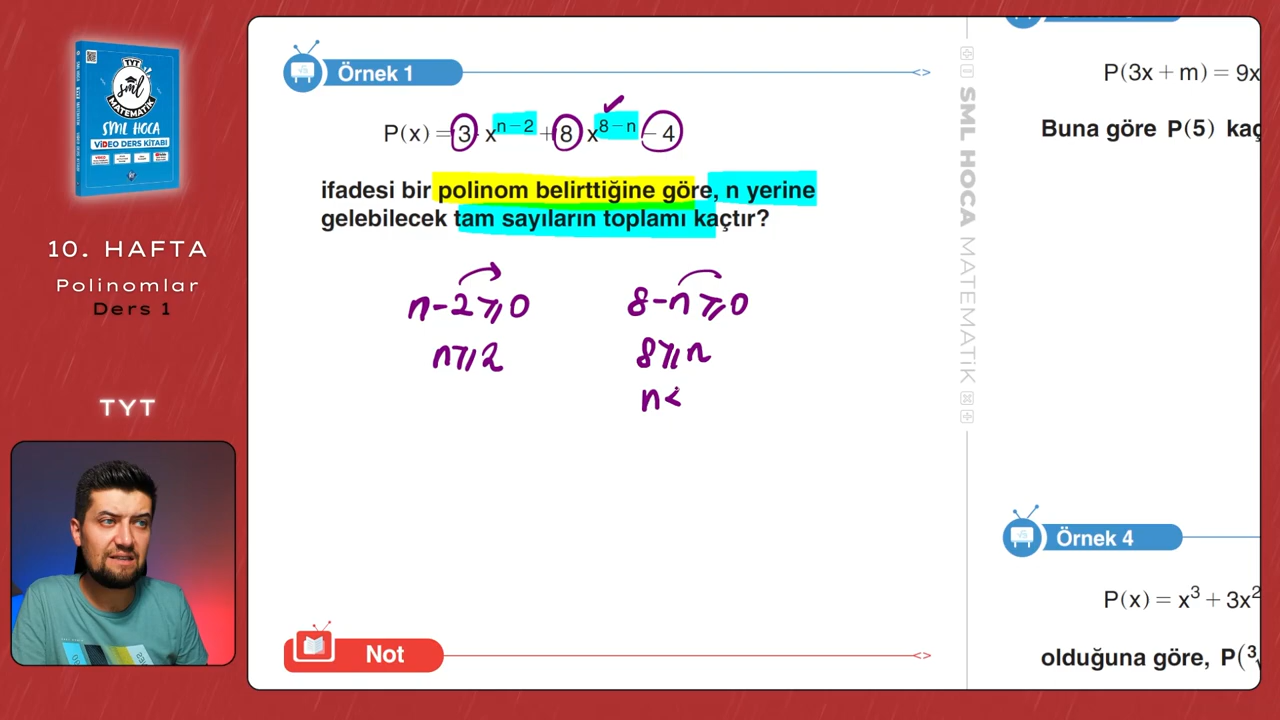 TYT
sml
MATEMATİK
SML HOCA
VİDEO DERS KİTABI
10. HAFTA
Polinomlar
Ders 1
TYT
Örnek 1
P(x) = 3 · x^{n-2} + 8 x^{8-n} - 4
ifadesi bir polinom belirttiğine göre, n yerine
gelebilecek tam sayıların toplamı kaçtır?
n-2⩾0
n⩾2
8-n⩾0
8⩾n
n<
Not
SML HOCA MATEMATİK
P(3x + m) = 9x
Buna göre P(5) kaç
Örnek 4
P(x) = x³ + 3x²
olduğuna göre, P(³